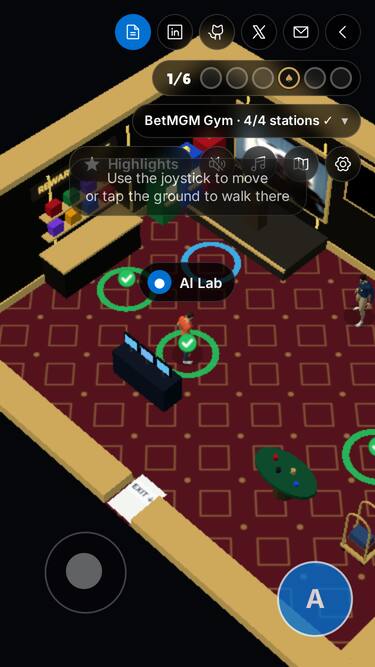 in
1/6
BetMGM Gym · 4/4 stations ✓ ▾
Highlights
Use the joystick to move
or tap the ground to walk there
AI Lab
EXIT
A